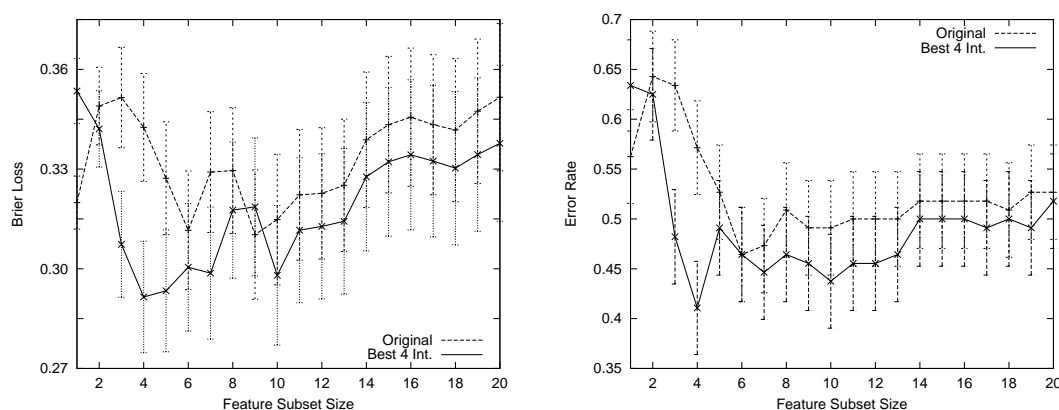 0.36
0.33
0.30
0.27
Brier Loss
2 4 6 8 10 12 14 16 18 20
Feature Subset Size
Original
Best 4 Int.
0.7
0.65
0.6
0.55
0.5
0.45
0.4
0.35
Error Rate
2 4 6 8 10 12 14 16 18 20
Feature Subset Size
Original
Best 4 Int.